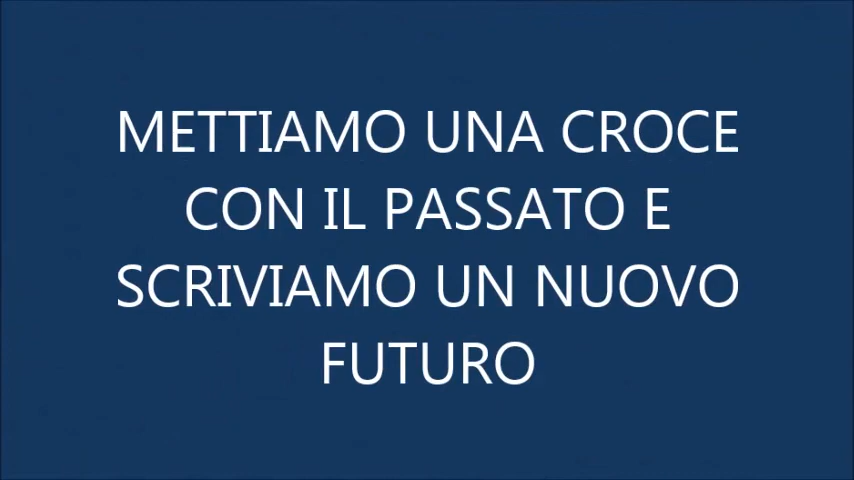 METTIAMO UNA CROCE
CON IL PASSATO E
SCRIVIAMO UN NUOVO
FUTURO